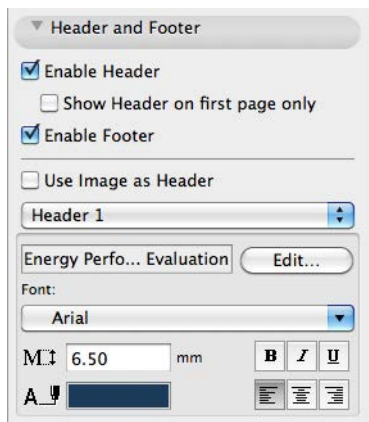 Header and Footer
Enable Header
Show Header on first page only
Enable Footer
Use Image as Header
Header 1
Energy Perfo... Evaluation Edit...
Font:
Arial
M 6.50 mm B I U
A